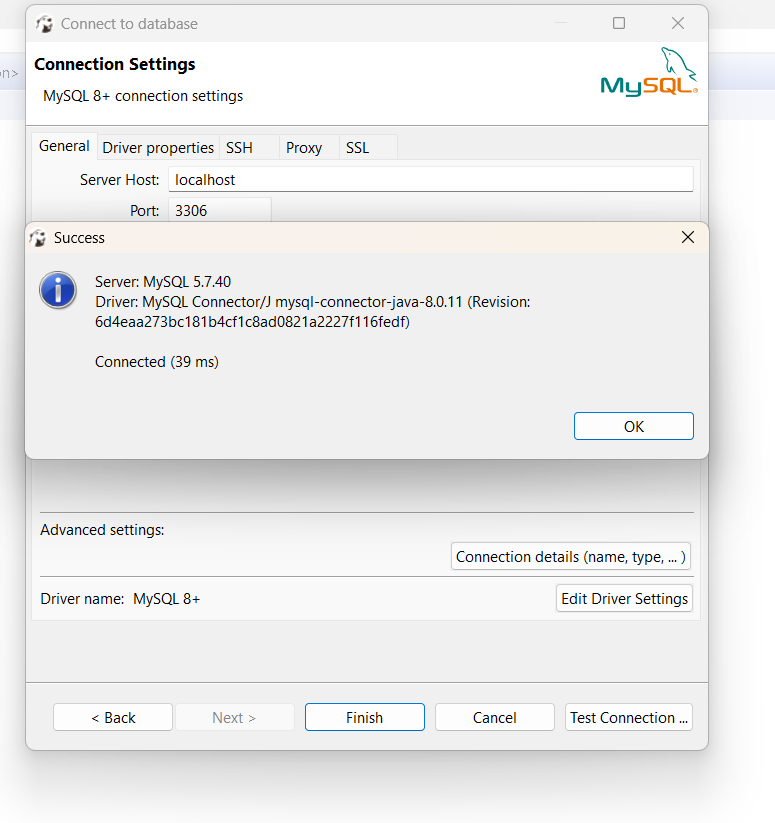 Connect to database
Connection Settings
MySQL 8+ connection settings
MySQL®
on>
General Driver properties SSH Proxy SSL
Server Host: localhost
Port: 3306
Success
Server: MySQL 5.7.40
Driver: MySQL Connector/J mysql-connector-java-8.0.11 (Revision:
6d4eaa273bc181b4cf1c8ad0821a2227f116fedf)
Connected (39 ms)
OK
Advanced settings:
Connection details (name, type, ... )
Driver name: MySQL 8+
Edit Driver Settings
< Back Next > Finish Cancel Test Connection ...